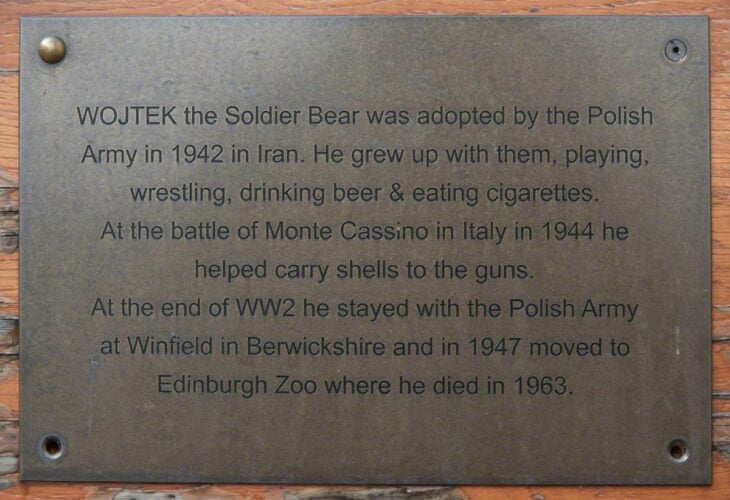 WOJTEK the Soldier Bear was adopted by the Polish
Army in 1942 in Iran. He grew up with them, playing,
wrestling, drinking beer & eating cigarettes.
At the battle of Monte Cassino in Italy in 1944 he
helped carry shells to the guns.
At the end of WW2 he stayed with the Polish Army
at Winfield in Berwickshire and in 1947 moved to
Edinburgh Zoo where he died in 1963.